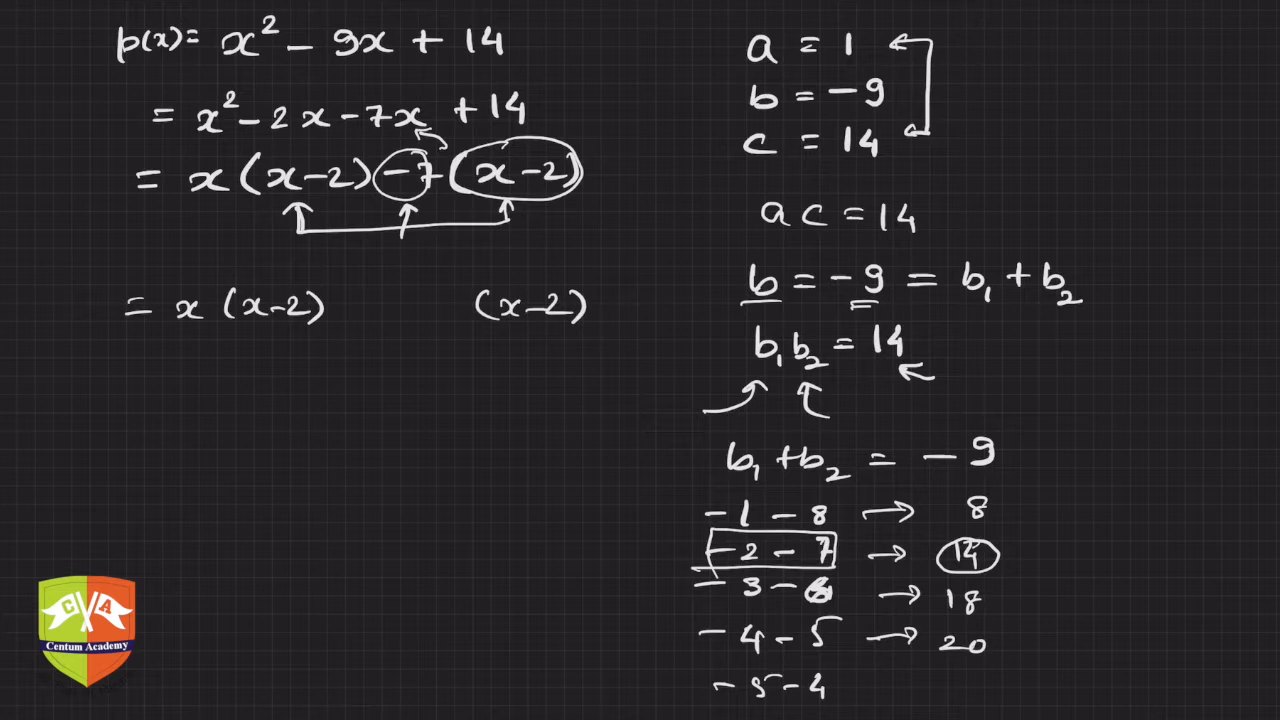 p(x) = x² – 9x + 14
= x² – 2x – 7x + 14
= x (x–2) –7 (x–2)
= x (x–2) (x–2)
a = 1
b = –9
c = 14
a c = 14
b = –9 = b₁ + b₂
b₁ b₂ = 14
b₁ + b₂ = –9
–1 –8 → 8
–2 –7 → 14
–3 –6 → 18
–4 –5 → 20
–5 –4
C A
Centum Academy